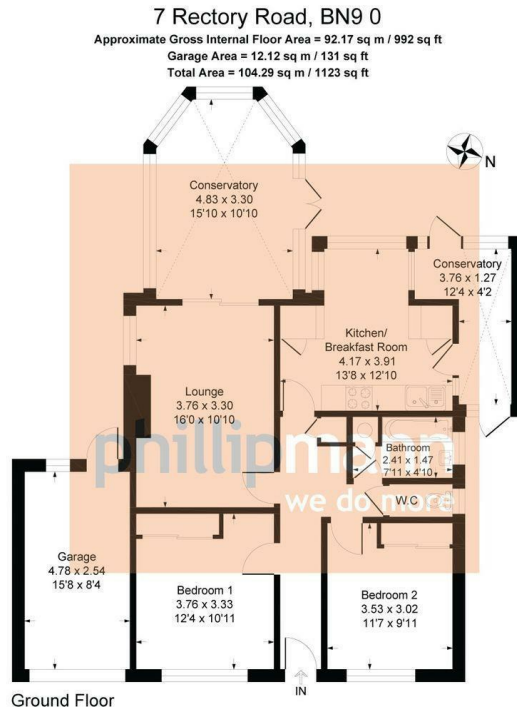 7 Rectory Road, BN9 0
Approximate Gross Internal Floor Area = 92.17 sq m / 992 sq ft
Garage Area = 12.12 sq m / 131 sq ft
Total Area = 104.29 sq m / 1123 sq ft
N
Conservatory
4.83 x 3.30
15'10 x 10'10
Conservatory
3.76 x 1.27
12'4 x 4'2
Kitchen/
Breakfast Room
4.17 x 3.91
13'8 x 12'10
Lounge
3.76 x 3.30
16'0 x 10'10
phillipmann
we do more
Bathroom
2.41 x 1.47
7'11 x 4'10
W.C
Garage
4.78 x 2.54
15'8 x 8'4
Bedroom 1
3.76 x 3.33
12'4 x 10'11
Bedroom 2
3.53 x 3.02
11'7 x 9'11
IN
Ground Floor